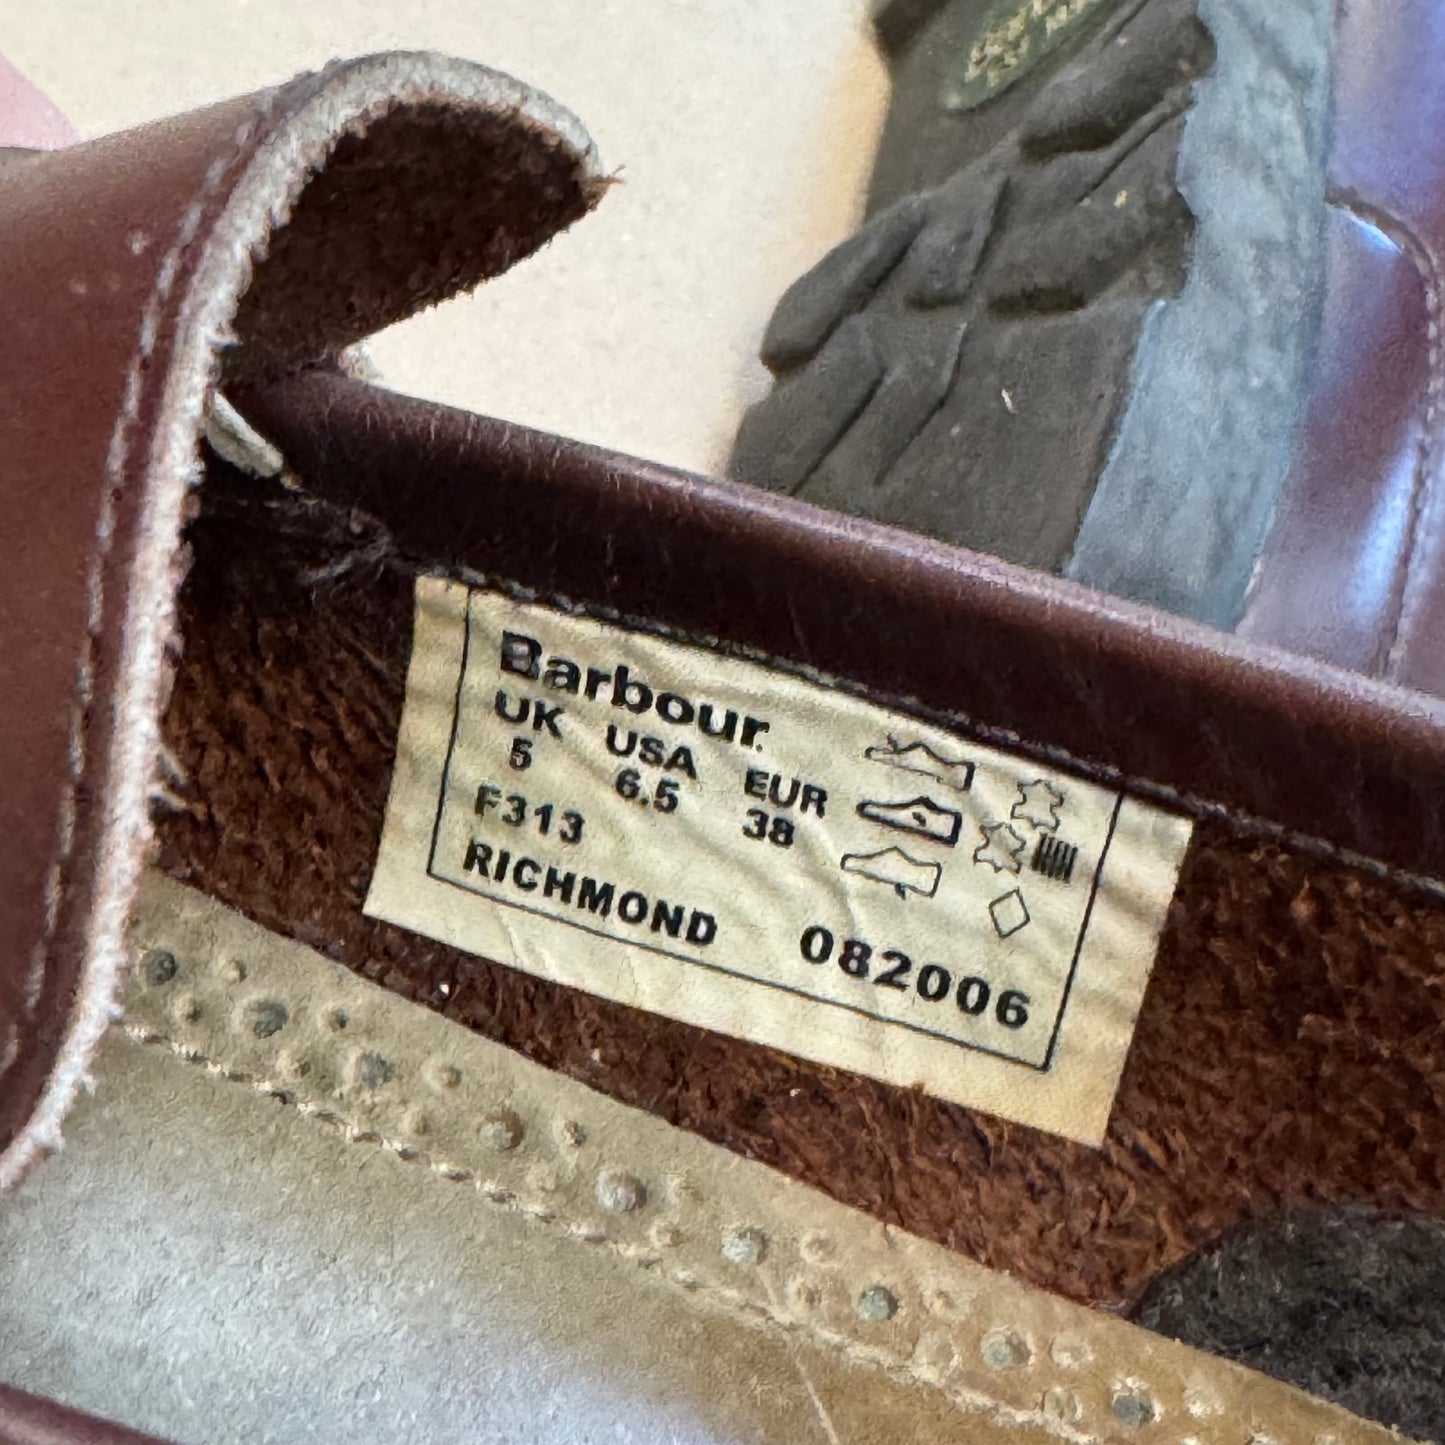 Barbour.
UK USA EUR
5 6.5 38
F313
RICHMOND 082006